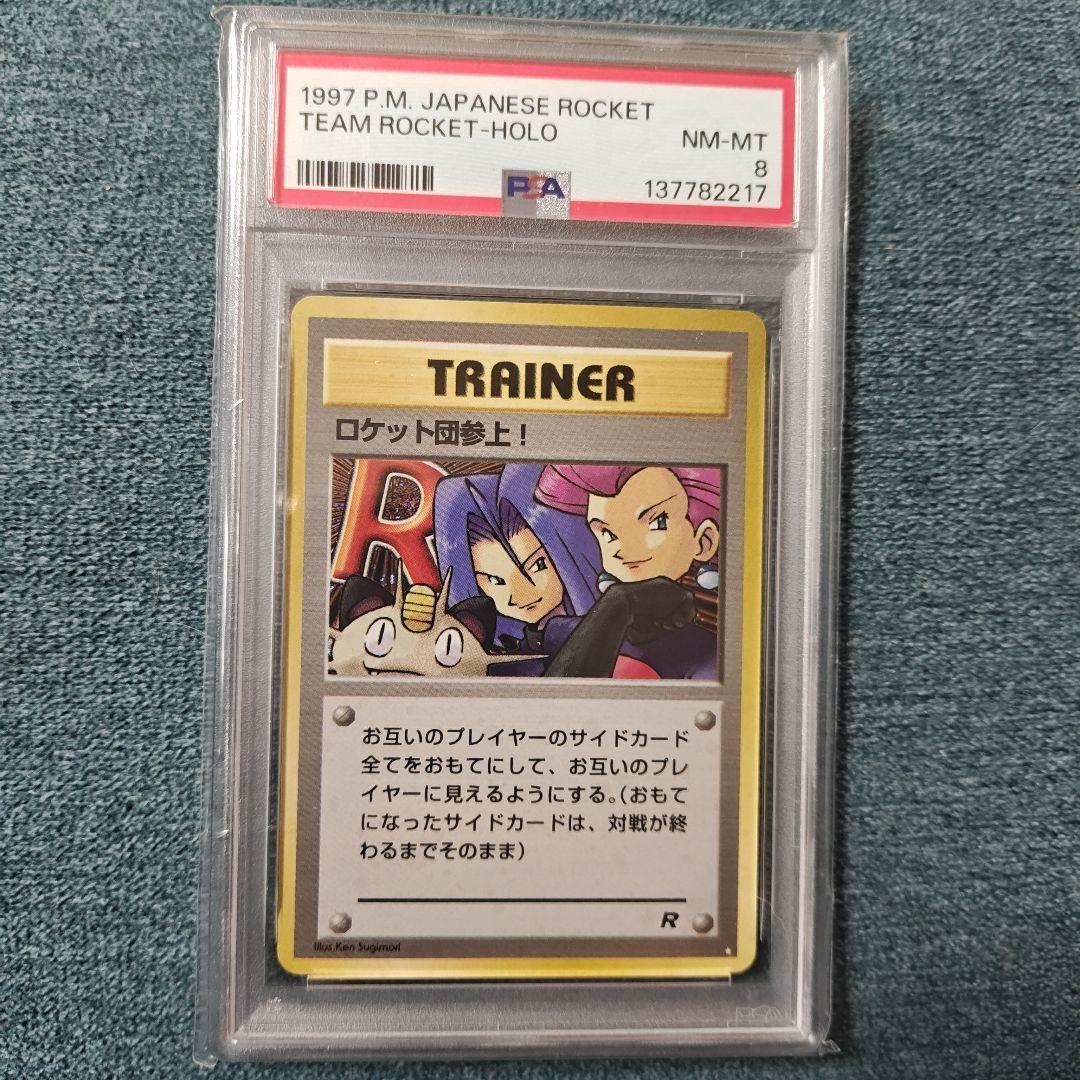 1997 P.M. JAPANESE ROCKET
TEAM ROCKET-HOLO
NM-MT
8
PSA
137782217
TRAINER
ロケット団参上!
R
お互いのプレイヤーのサイドカード
全てをおもてにして、お互いのプレ
イヤーに見えるようにする。(おもて
になったサイドカードは、対戦が終
わるまでそのまま)
R
Illus.Ken Sugimori
PSA